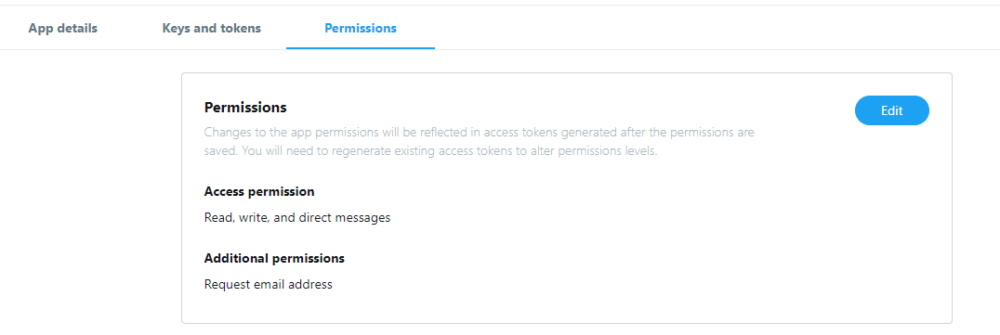 App details
Keys and tokens
Permissions
Permissions
Edit
Changes to the app permissions will be reflected in access tokens generated after the permissions are
saved. You will need to regenerate existing access tokens to alter permissions levels.
Access permission
Read, write, and direct messages
Additional permissions
Request email address